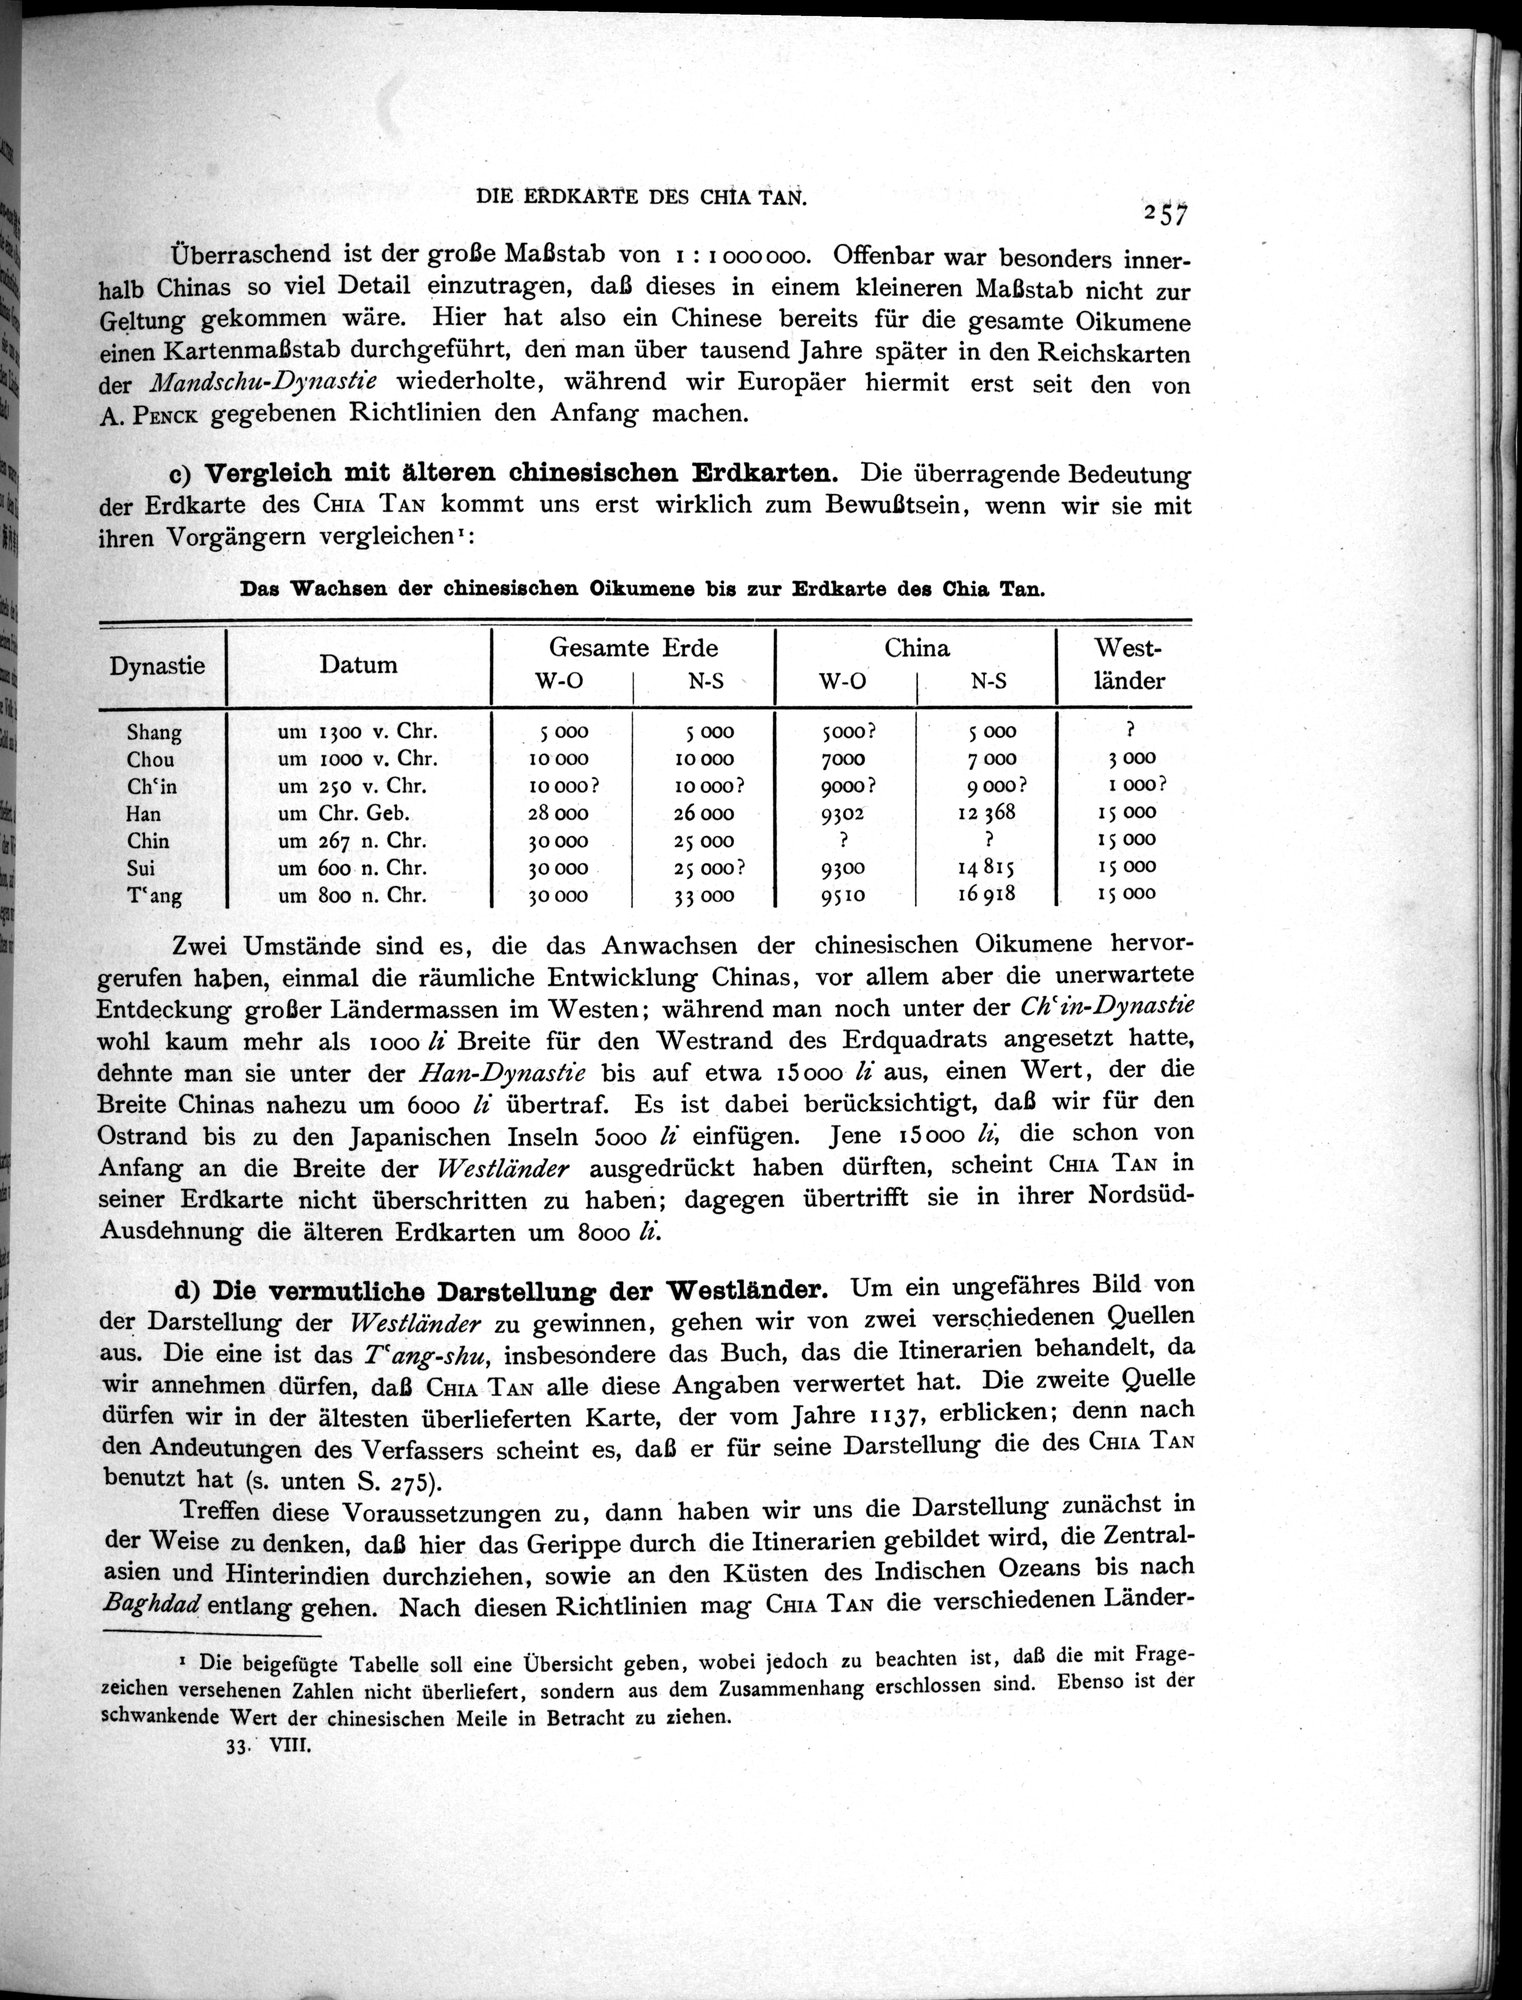 DIE ERDKARTE DES CHIA TAN.
257
Überraschend ist der große Maßstab von 1 : 1 000 000. Offenbar war besonders inner-
halb Chinas so viel Detail einzutragen, daß dieses in einem kleineren Maßstab nicht zur
Geltung gekommen wäre. Hier hat also ein Chinese bereits für die gesamte Oikumene
einen Kartenmaßstab durchgeführt, den man über tausend Jahre später in den Reichskarten
der Mandschu-Dynastie wiederholte, während wir Europäer hiermit erst seit den von
A. PENCK gegebenen Richtlinien den Anfang machen.
c) Vergleich mit älteren chinesischen Erdkarten. Die überragende Bedeutung
der Erdkarte des CHIA TAN kommt uns erst wirklich zum Bewußtsein, wenn wir sie mit
ihren Vorgängern vergleichen¹:
Das Wachsen der chinesischen Oikumene bis zur Erdkarte des Chia Tan.
Dynastie Datum Gesamte Erde China West-
W-O N-S W-O N-S länder
Shang um 1300 v. Chr. 5 000 5 000 5000? 5 000 ?
Chou um 1000 v. Chr. 10 000 10 000 7000 7 000 3 000
Chʿin um 250 v. Chr. 10 000? 10 000? 9000? 9 000? 1 000?
Han um Chr. Geb. 28 000 26 000 9302 12 368 15 000
Chin um 267 n. Chr. 30 000 25 000 ? ? 15 000
Sui um 600 n. Chr. 30 000 25 000? 9300 14 815 15 000
Tʿang um 800 n. Chr. 30 000 33 000 9510 16 918 15 000
Zwei Umstände sind es, die das Anwachsen der chinesischen Oikumene hervor-
gerufen haben, einmal die räumliche Entwicklung Chinas, vor allem aber die unerwartete
Entdeckung großer Ländermassen im Westen; während man noch unter der Chʿin-Dynastie
wohl kaum mehr als 1000 li Breite für den Westrand des Erdquadrats angesetzt hatte,
dehnte man sie unter der Han-Dynastie bis auf etwa 15 000 li aus, einen Wert, der die
Breite Chinas nahezu um 6000 li übertraf. Es ist dabei berücksichtigt, daß wir für den
Ostrand bis zu den Japanischen Inseln 5000 li einfügen. Jene 15 000 li, die schon von
Anfang an die Breite der Westländer ausgedrückt haben dürften, scheint CHIA TAN in
seiner Erdkarte nicht überschritten zu haben; dagegen übertrifft sie in ihrer Nordsüd-
Ausdehnung die älteren Erdkarten um 8000 li.
d) Die vermutliche Darstellung der Westländer. Um ein ungefähres Bild von
der Darstellung der Westländer zu gewinnen, gehen wir von zwei verschiedenen Quellen
aus. Die eine ist das Tʿang-shu, insbesondere das Buch, das die Itinerarien behandelt, da
wir annehmen dürfen, daß CHIA TAN alle diese Angaben verwertet hat. Die zweite Quelle
dürfen wir in der ältesten überlieferten Karte, der vom Jahre 1137, erblicken; denn nach
den Andeutungen des Verfassers scheint es, daß er für seine Darstellung die des CHIA TAN
benutzt hat (s. unten S. 275).
Treffen diese Voraussetzungen zu, dann haben wir uns die Darstellung zunächst in
der Weise zu denken, daß hier das Gerippe durch die Itinerarien gebildet wird, die Zentral-
asien und Hinterindien durchziehen, sowie an den Küsten des Indischen Ozeans bis nach
Baghdad entlang gehen. Nach diesen Richtlinien mag CHIA TAN die verschiedenen Länder-
¹ Die beigefügte Tabelle soll eine Übersicht geben, wobei jedoch zu beachten ist, daß die mit Frage-
zeichen versehenen Zahlen nicht überliefert, sondern aus dem Zusammenhang erschlossen sind. Ebenso ist der
schwankende Wert der chinesischen Meile in Betracht zu ziehen.
33. VIII.